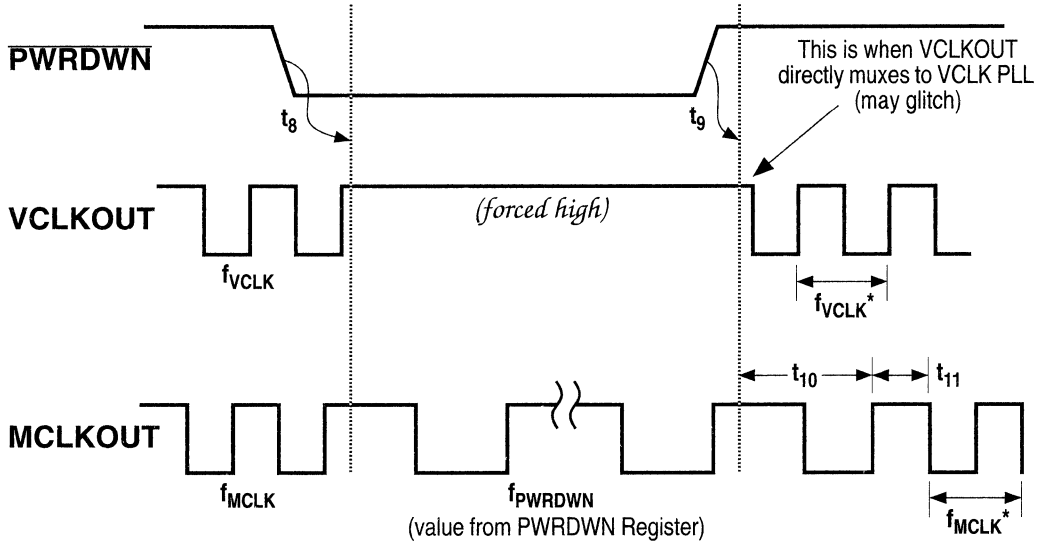 PWRDWN
This is when VCLKOUT
directly muxes to VCLK PLL
(may glitch)
t8
t9
VCLKOUT
(forced high)
fVCLK
fVCLK*
t10
t11
MCLKOUT
fMCLK
fPWRDWN
(value from PWRDWN Register)
fMCLK*